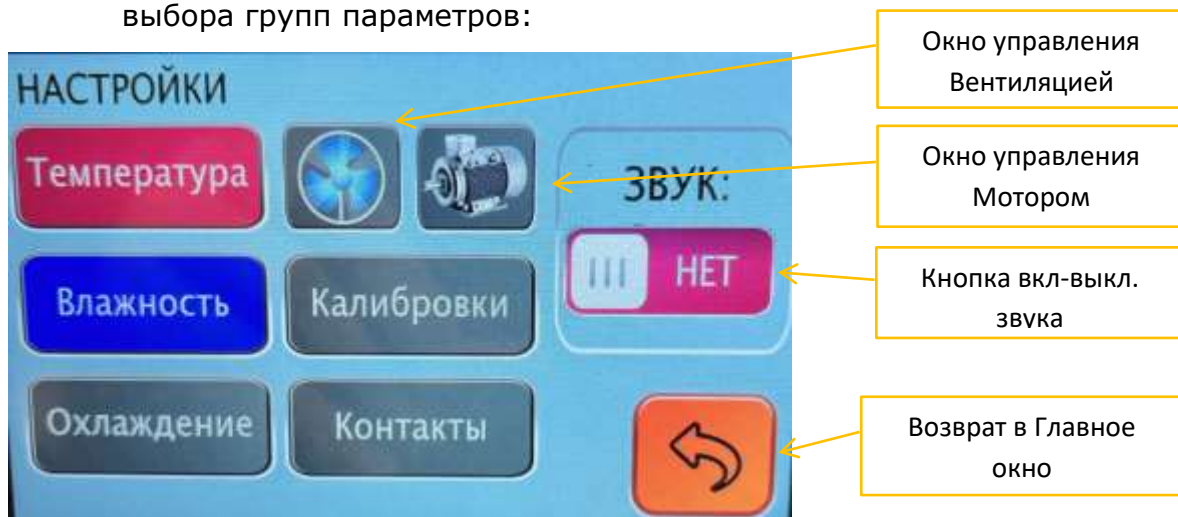 выбора групп параметров:
НАСТРОЙКИ
Температура
ЗВУК:
НЕТ
Влажность
Калибровки
Охлаждение
Контакты
Окно управления
Вентиляцией
Окно управления
Мотором
Кнопка вкл-выкл.
звука
Возврат в Главное
окно